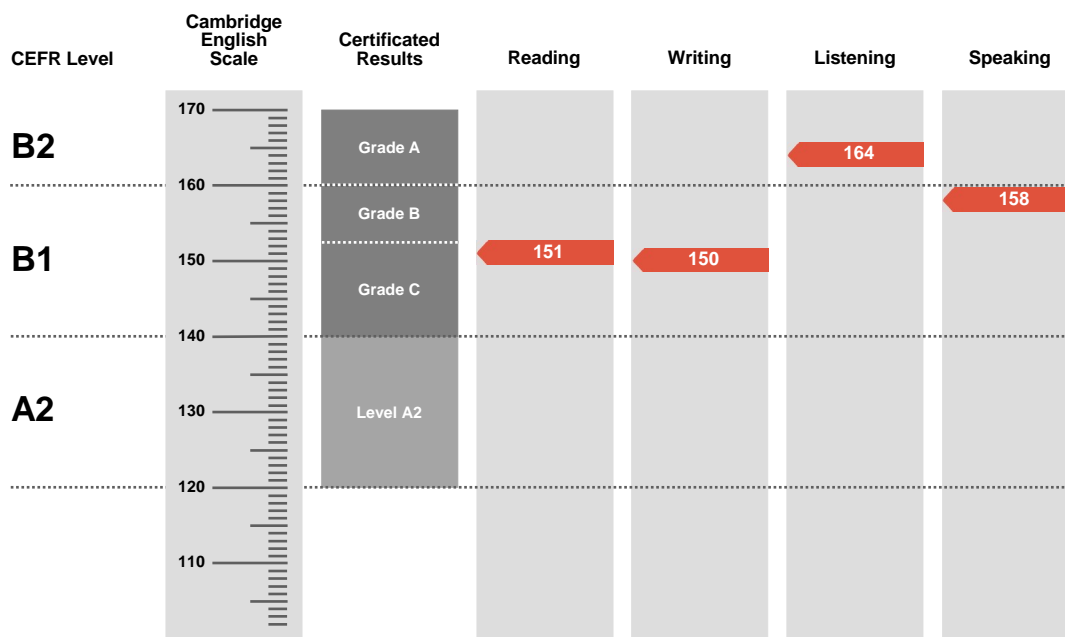 CEFR Level
Cambridge
English
Scale
Certificated
Results
Reading
Writing
Listening
Speaking
170
B2
Grade A
164
160
158
Grade B
B1
151
150
150
Grade C
140
A2
130
Level A2
120
110